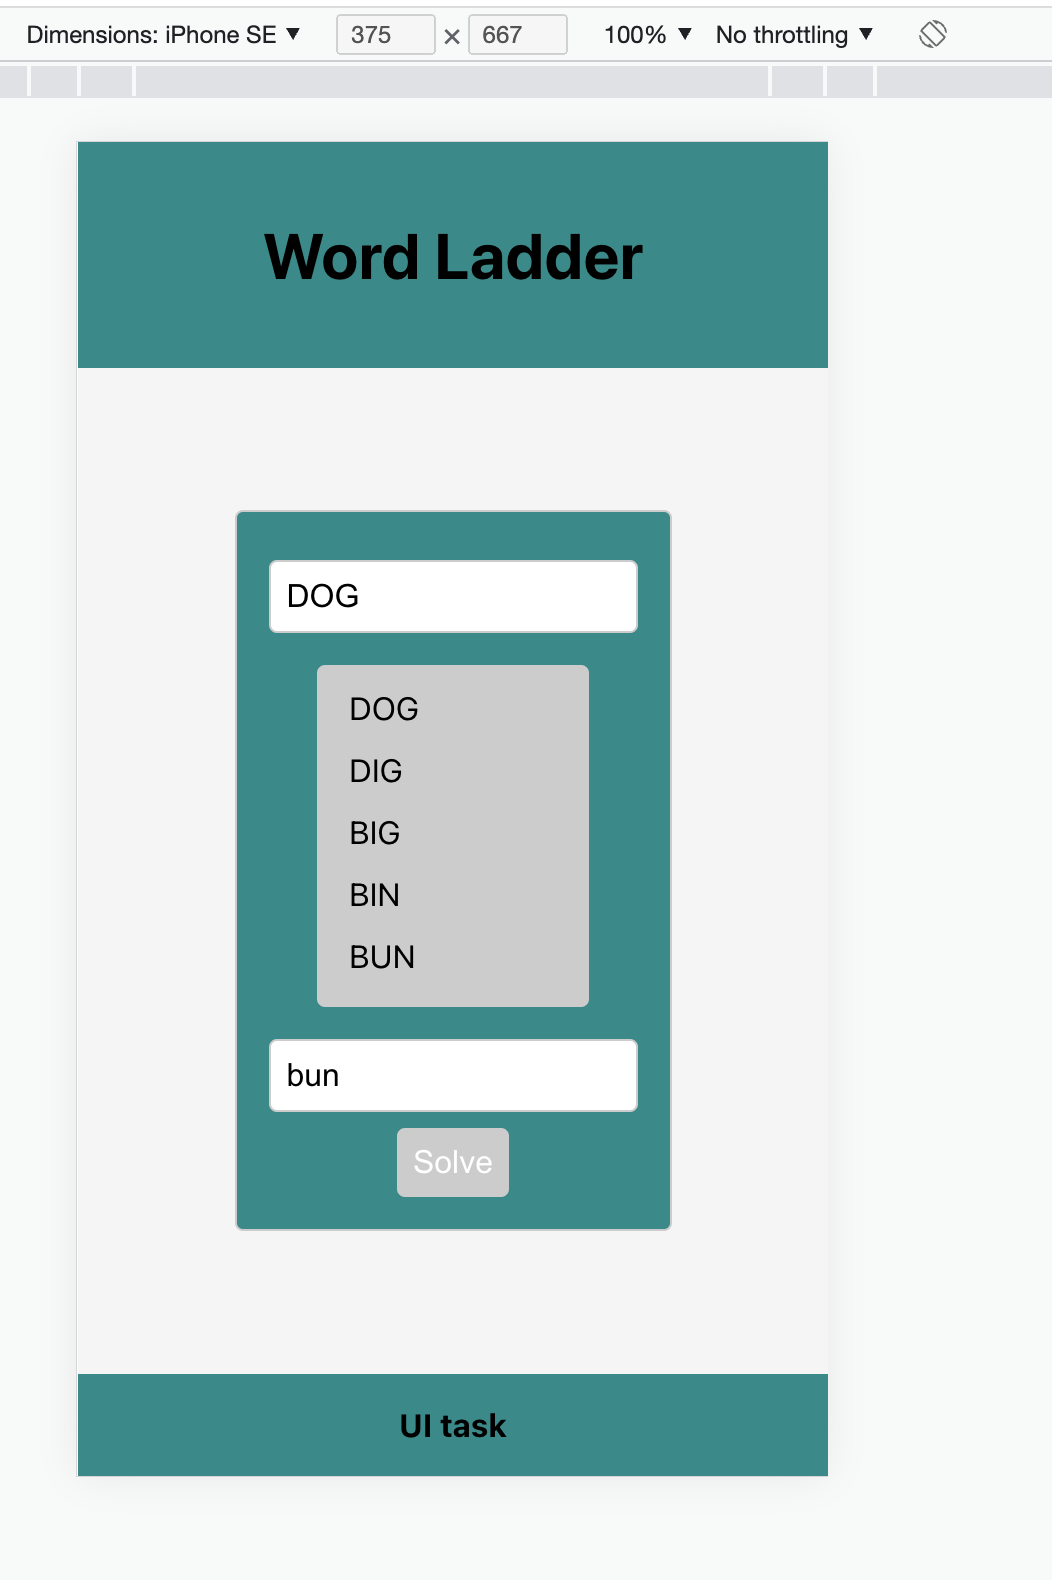 Dimensions: iPhone SE ▼ 375 × 667 100% ▼ No throttling ▼
Word Ladder
DOG
DOG
DIG
BIG
BIN
BUN
bun
Solve
UI task